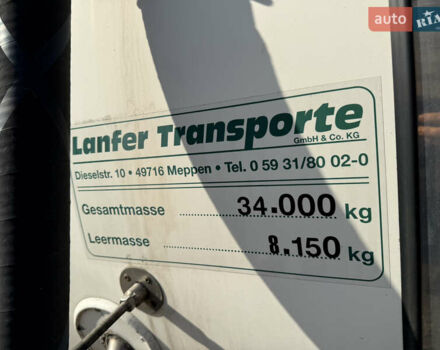 auto RIA
Lanfer Transporte
GmbH & Co. KG
Dieselstr. 10 • 49716 Meppen • Tel. 0 59 31/80 02-0
Gesamtmasse 34.000 kg
Leermasse 8.150 kg